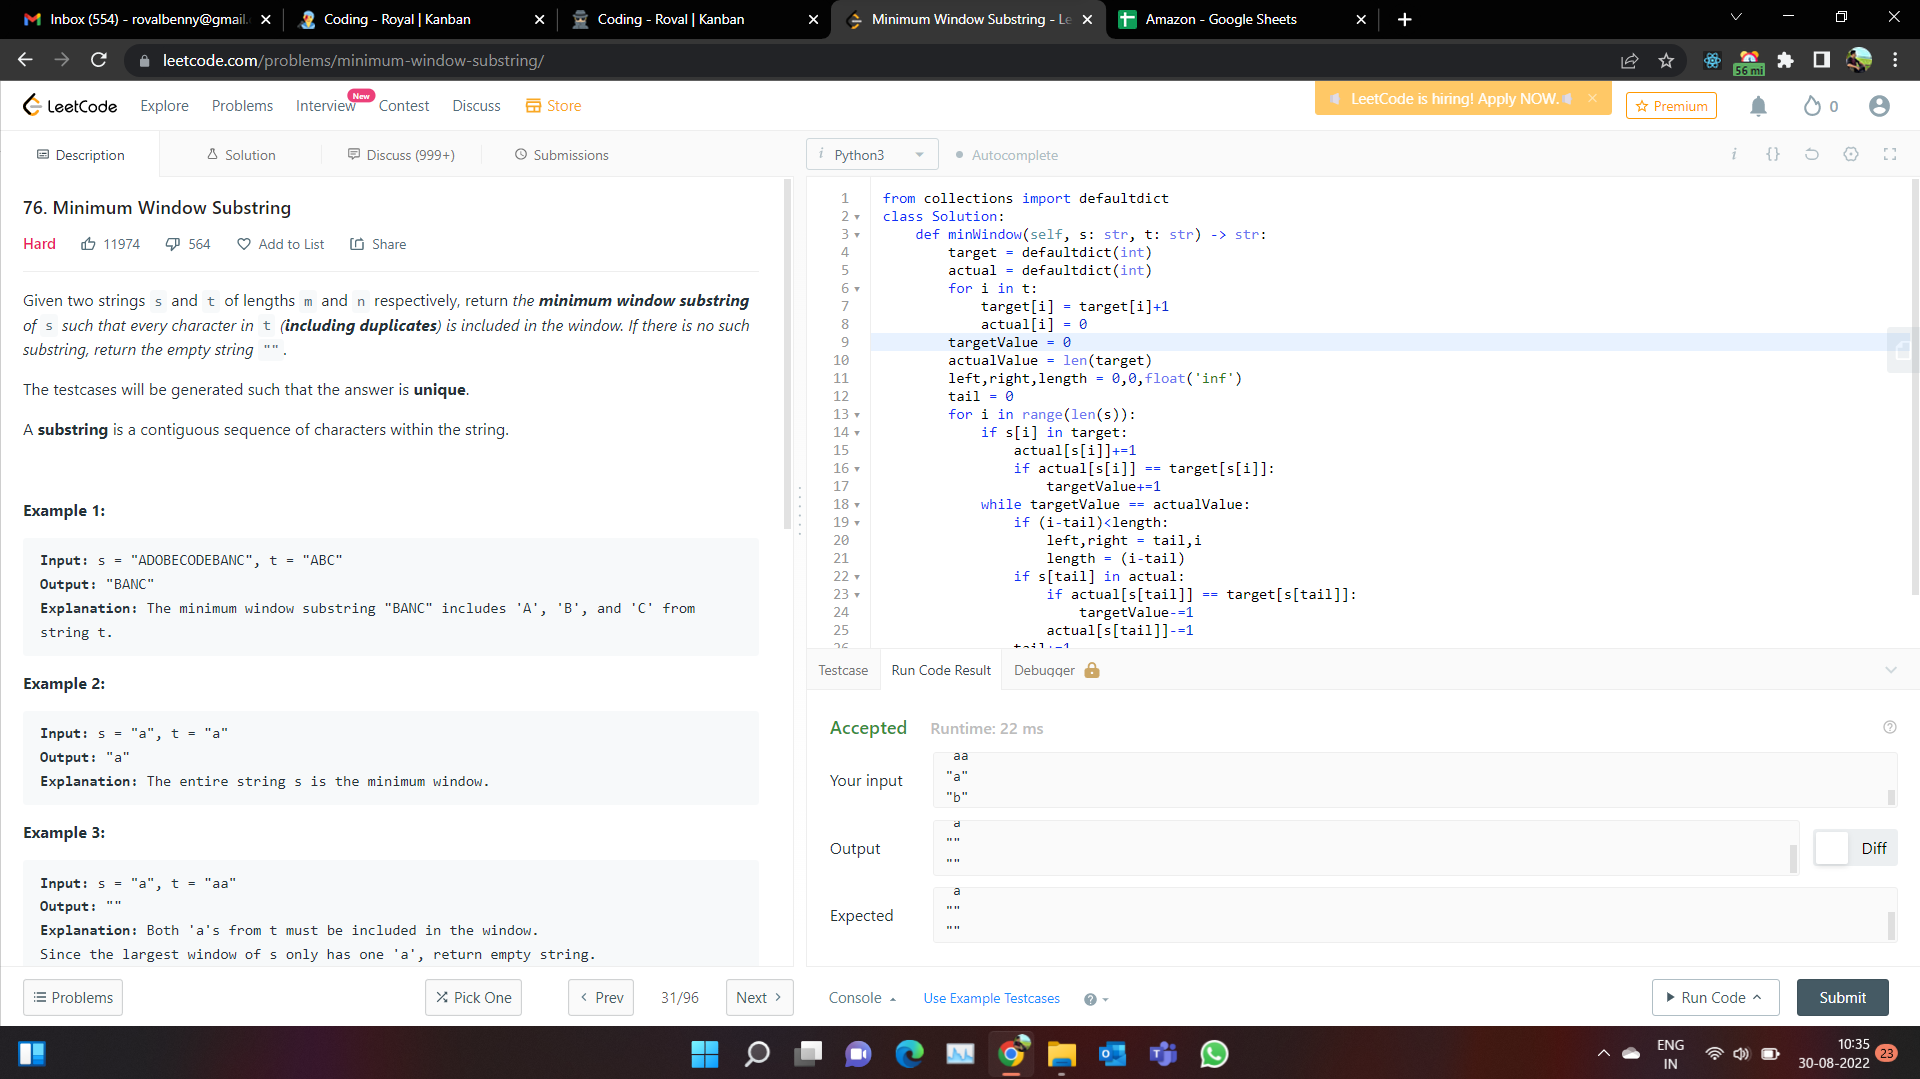 Inbox (554) - rovalbenny@gmail.
Coding - Royal | Kanban
Coding - Roval | Kanban
Minimum Window Substring - Le
Amazon - Google Sheets
leetcode.com/problems/minimum-window-substring/
56 mi
LeetCode
Explore
Problems
Interview
New
Contest
Discuss
Store
LeetCode is hiring! Apply NOW.
Premium
0
Description
Solution
Discuss (999+)
Submissions
i Python3
Autocomplete
i {}
76. Minimum Window Substring
Hard 11974 564 Add to List Share
Given two strings s and t of lengths m and n respectively, return the minimum window substring
of s such that every character in t (including duplicates) is included in the window. If there is no such
substring, return the empty string "".
The testcases will be generated such that the answer is unique.
A substring is a contiguous sequence of characters within the string.
Example 1:
Input: s = "ADOBECODEBANC", t = "ABC"
Output: "BANC"
Explanation: The minimum window substring "BANC" includes 'A', 'B', and 'C' from
string t.
Example 2:
Input: s = "a", t = "a"
Output: "a"
Explanation: The entire string s is the minimum window.
Example 3:
Input: s = "a", t = "aa"
Output: ""
Explanation: Both 'a's from t must be included in the window.
Since the largest window of s only has one 'a', return empty string.
Problems
Pick One
Prev
31/96
Next
1 from collections import defaultdict
2 class Solution:
3 def minWindow(self, s: str, t: str) -> str:
4 target = defaultdict(int)
5 actual = defaultdict(int)
6 for i in t:
7 target[i] = target[i]+1
8 actual[i] = 0
9 targetValue = 0
10 actualValue = len(target)
11 left,right,length = 0,0,float('inf')
12 tail = 0
13 for i in range(len(s)):
14 if s[i] in target:
15 actual[s[i]]+=1
16 if actual[s[i]] == target[s[i]]:
17 targetValue+=1
18 while targetValue == actualValue:
19 if (i-tail)<length:
20 left,right = tail,i
21 length = (i-tail)
22 if s[tail] in actual:
23 if actual[s[tail]] == target[s[tail]]:
24 targetValue-=1
25 actual[s[tail]]-=1
26 tail+=1
Testcase
Run Code Result
Debugger
Accepted Runtime: 22 ms
Your input
aa
"a"
"b"
Output
a
""
""
Diff
Expected
a
""
""
Console
Use Example Testcases
Run Code
Submit
ENG
IN
10:35
30-08-2022
23